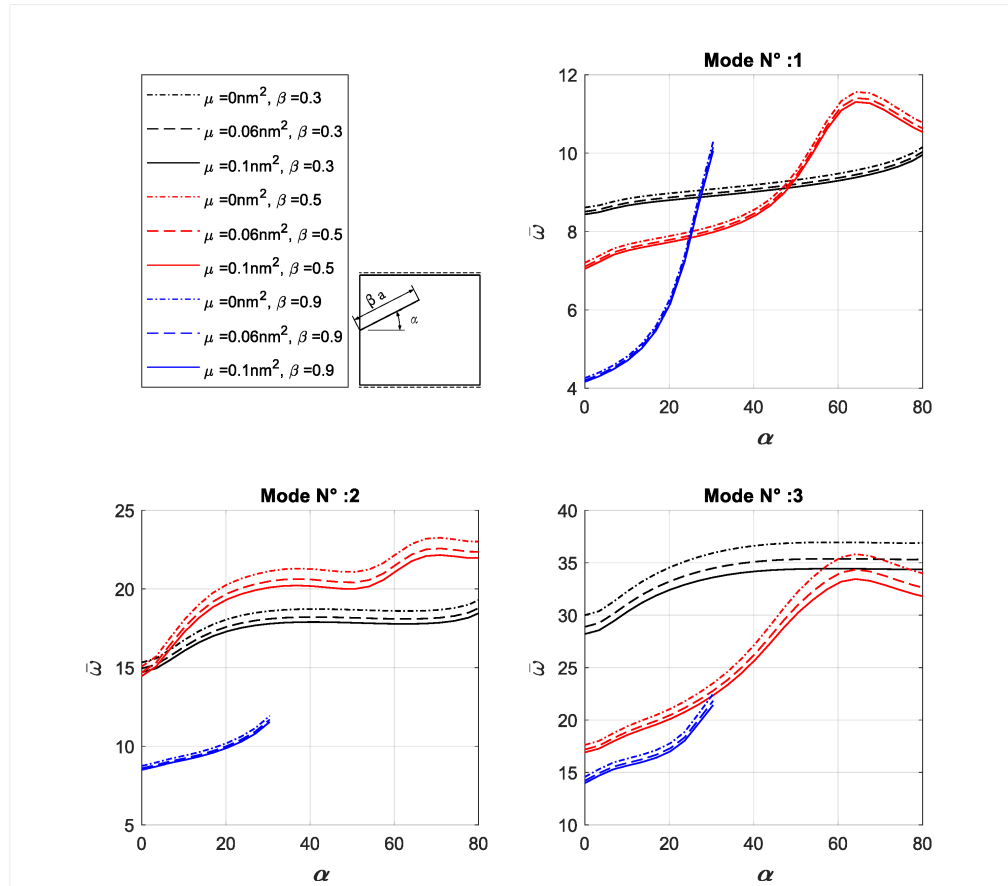 μ =0nm², β=0.3
μ =0.06nm², β=0.3
μ =0.1nm², β=0.3
μ =0nm², β=0.5
μ =0.06nm², β=0.5
μ =0.1nm², β=0.5
μ =0nm², β=0.9
μ =0.06nm², β=0.9
μ =0.1nm², β=0.9
β a
α
Mode N° :1
12
10
8
6
4
ω̄
0 20 40 60 80
α
Mode N° :2
25
20
15
10
5
ω̄
0 20 40 60 80
α
Mode N° :3
40
35
30
25
20
15
10
ω̄
0 20 40 60 80
α